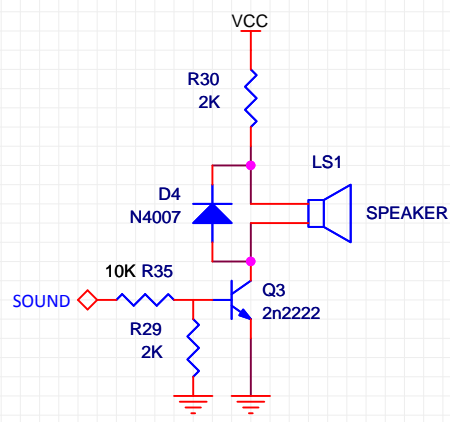 VCC
R30
2K
LS1
D4
N4007
SPEAKER
10K R35
SOUND
Q3
2n2222
R29
2K